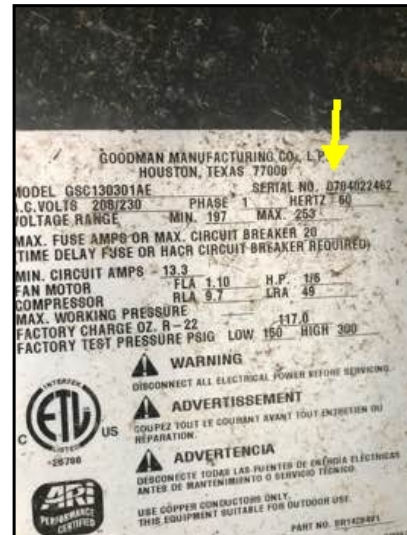 GOODMAN MANUFACTURING CO., L.P.
HOUSTON, TEXAS 77008
MODEL GSC130301AE SERIAL NO. 0704022462
A.C. VOLTS 208/230 PHASE 1 HERTZ 60
VOLTAGE RANGE MIN. 197 MAX. 253
MAX. FUSE AMPS OR MAX. CIRCUIT BREAKER 20
(TIME DELAY FUSE OR HACR CIRCUIT BREAKER REQUIRED)
MIN. CIRCUIT AMPS 13.3
FAN MOTOR FLA 1.10 H.P. 1/6
COMPRESSOR RLA 9.7 LRA 49
MAX. WORKING PRESSURE
FACTORY CHARGE OZ. R-22 117.0
FACTORY TEST PRESSURE PSIG LOW 150 HIGH 300
WARNING
DISCONNECT ALL ELECTRICAL POWER BEFORE SERVICING.
ADVERTISSEMENT
COUPEZ TOUT LE COURANT AVANT TOUT ENTRETIEN OU
RÉPARATION.
ADVERTENCIA
DESCONECTE TODAS LAS FUENTES DE ENERGÍA ELÉCTRICAS
ANTES DE MANTENIMIENTO O SERVICIO TÉCNICO.
INTERTEK
ETL
C US
LISTED
USE COPPER CONDUCTORS ONLY.
THIS EQUIPMENT SUITABLE FOR OUTDOOR USE.
ARI
PERFORMANCE
CERTIFIED
PART NO.